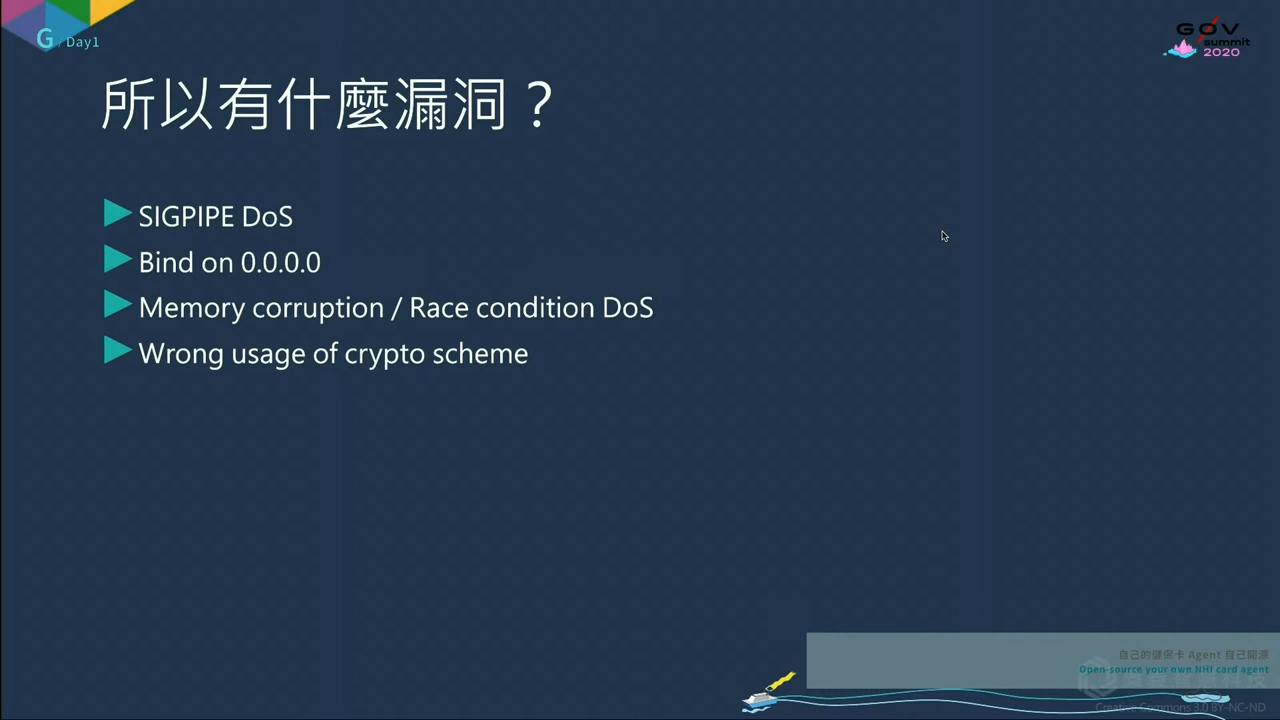 G / Day1
G0V
summit
2020
所以有什麼漏洞？
SIGPIPE DoS
Bind on 0.0.0.0
Memory corruption / Race condition DoS
Wrong usage of crypto scheme
自己的健保卡 Agent 自己開源
Open-source your own NHI card agent
Creative Commons 3.0 BY-NC-ND